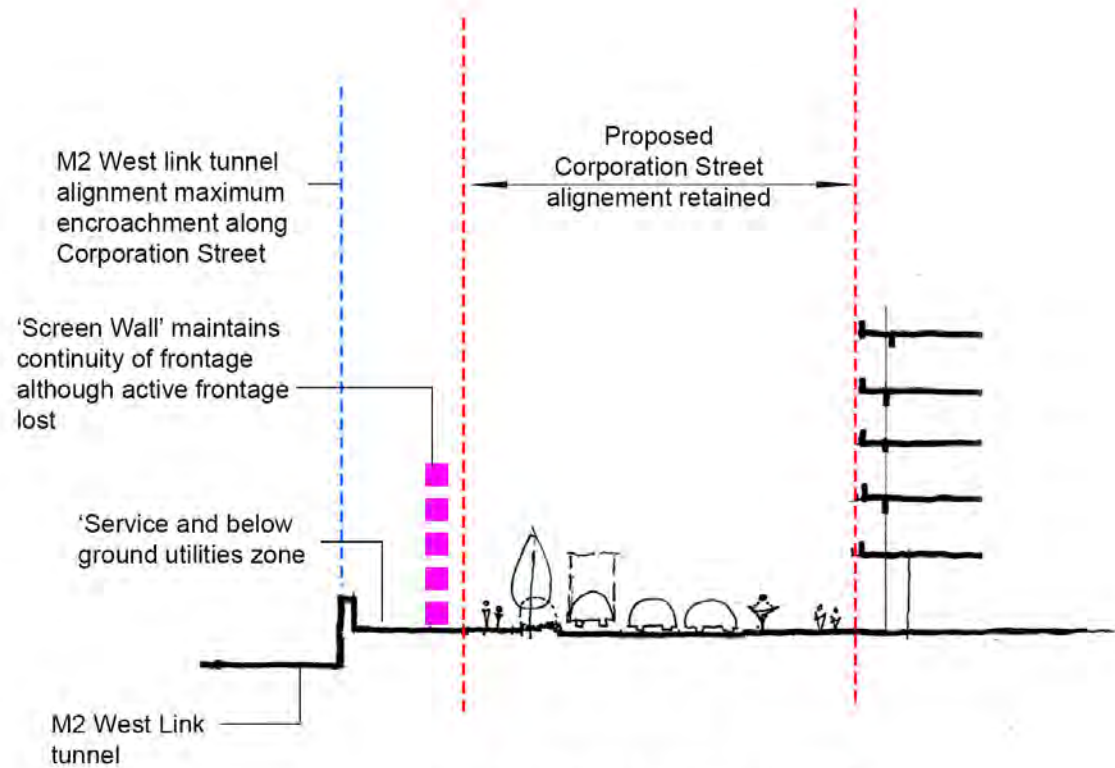 Proposed
Corporation Street
alignement retained
M2 West link tunnel
alignment maximum
encroachment along
Corporation Street
‘Screen Wall’ maintains
continuity of frontage
although active frontage
lost
‘Service and below
ground utilities zone
M2 West Link
tunnel